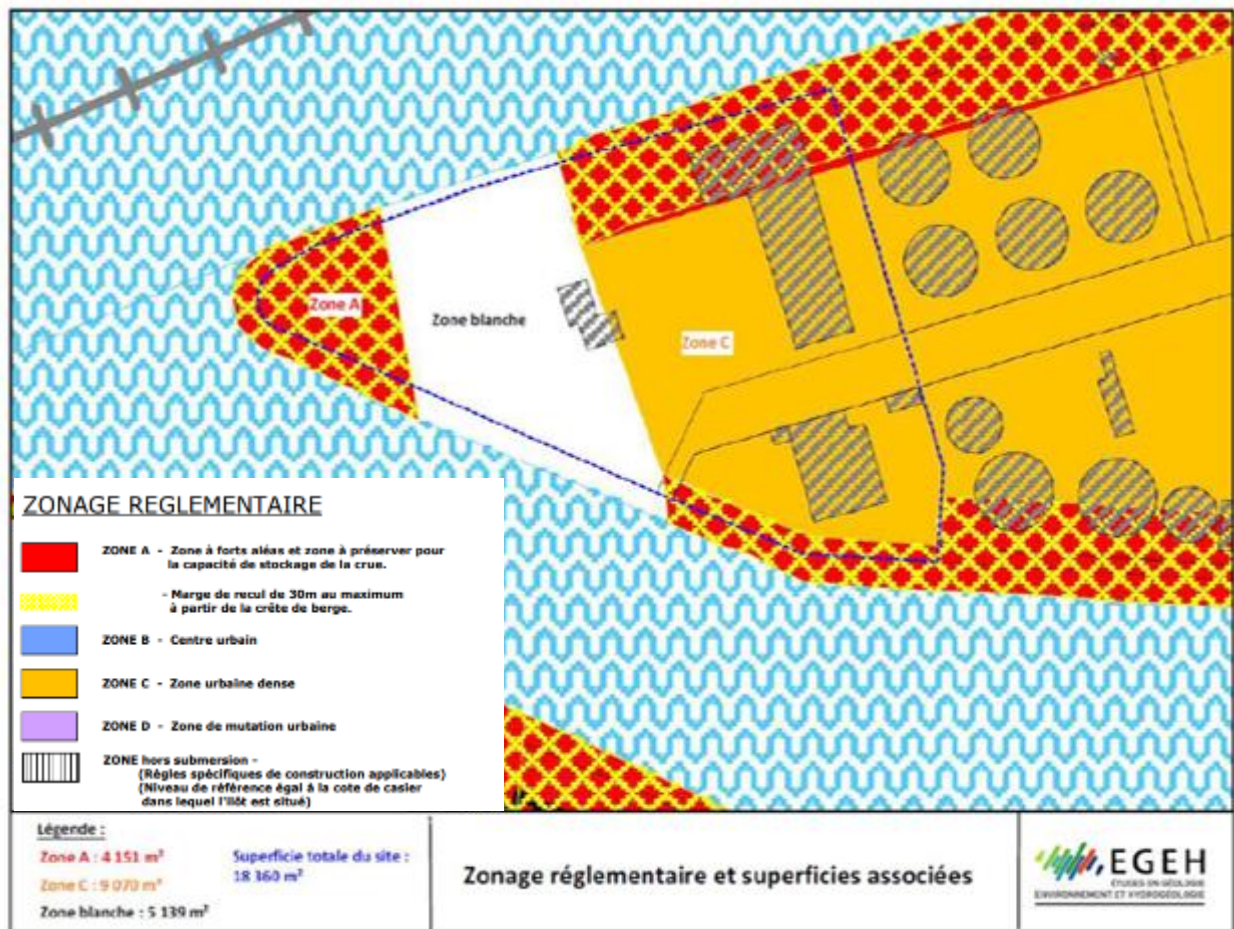 Zone A
Zone blanche
Zone C
ZONAGE REGLEMENTAIRE
ZONE A - Zone à forts aléas et zone à préserver pour
la capacité de stockage de la crue.
- Marge de recul de 30m au maximum
à partir de la crête de berge.
ZONE B - Centre urbain
ZONE C - Zone urbaine dense
ZONE D - Zone de mutation urbaine
ZONE hors submersion -
(Règles spécifiques de construction applicables)
(Niveau de référence égal à la cote de casier
dans lequel l'îlôt est situé)
Légende :
Zone A : 4 151 m²
Zone C : 9 070 m²
Zone blanche : 5 139 m²
Superficie totale du site :
18 360 m²
Zonage réglementaire et superficies associées
EGEH
ÉTUDES EN GÉOLOGIE
ENVIRONNEMENT ET HYDROGÉOLOGIE